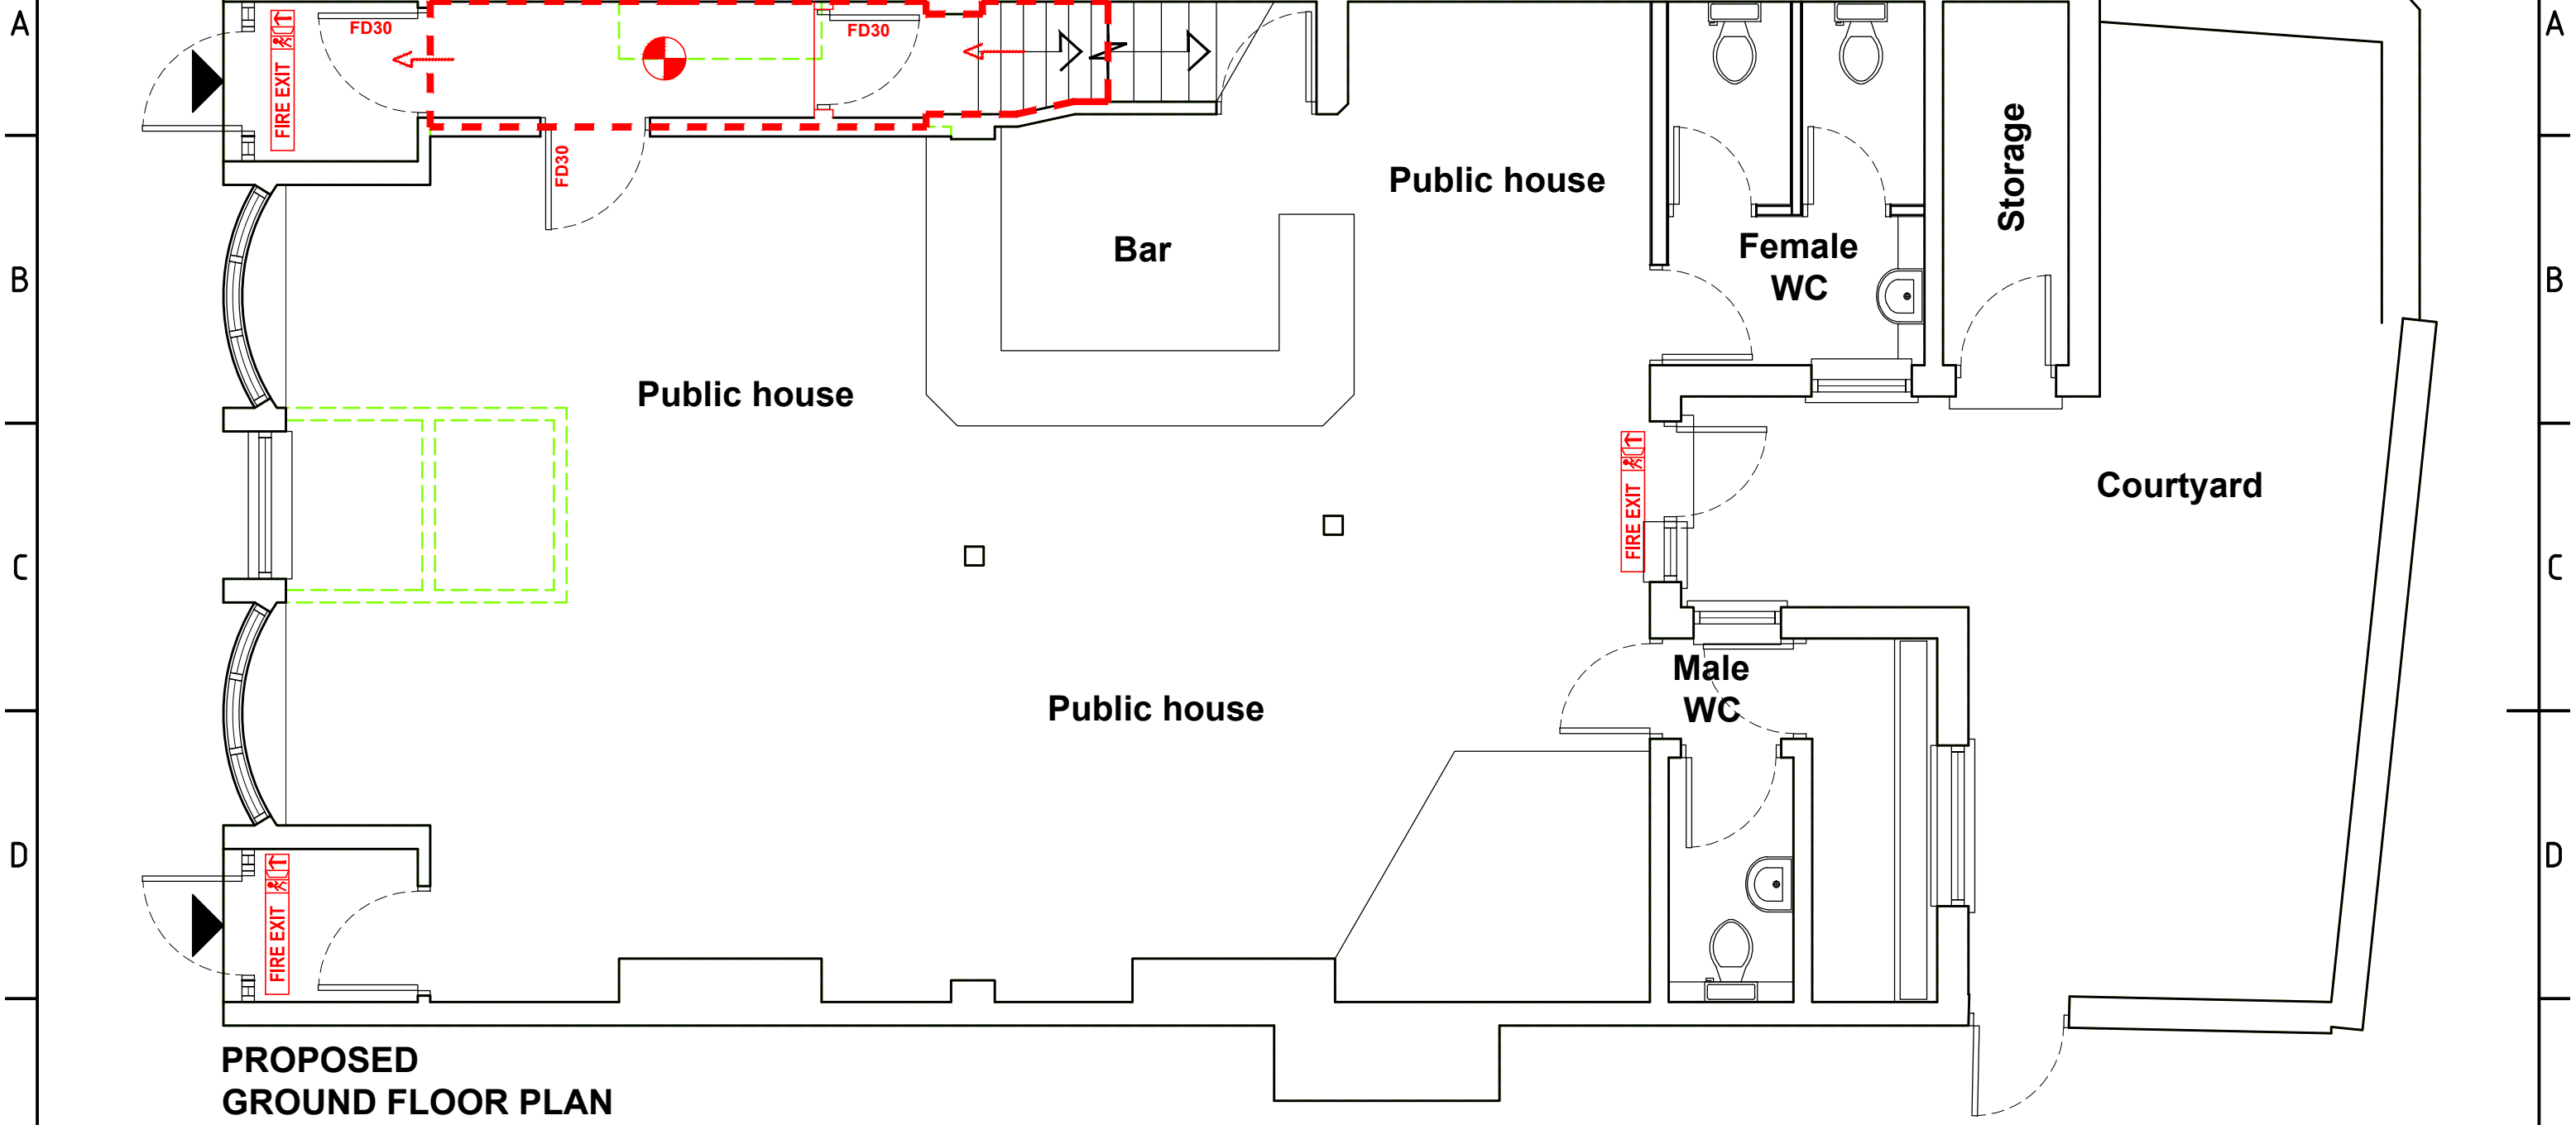 A
A
FIRE EXIT
FD30
FD30
FD30
Public house
Bar
Storage
Female
WC
B
B
Public house
Courtyard
FIRE EXIT
C
C
Male
WC
Public house
D
D
FIRE EXIT
PROPOSED
GROUND FLOOR PLAN